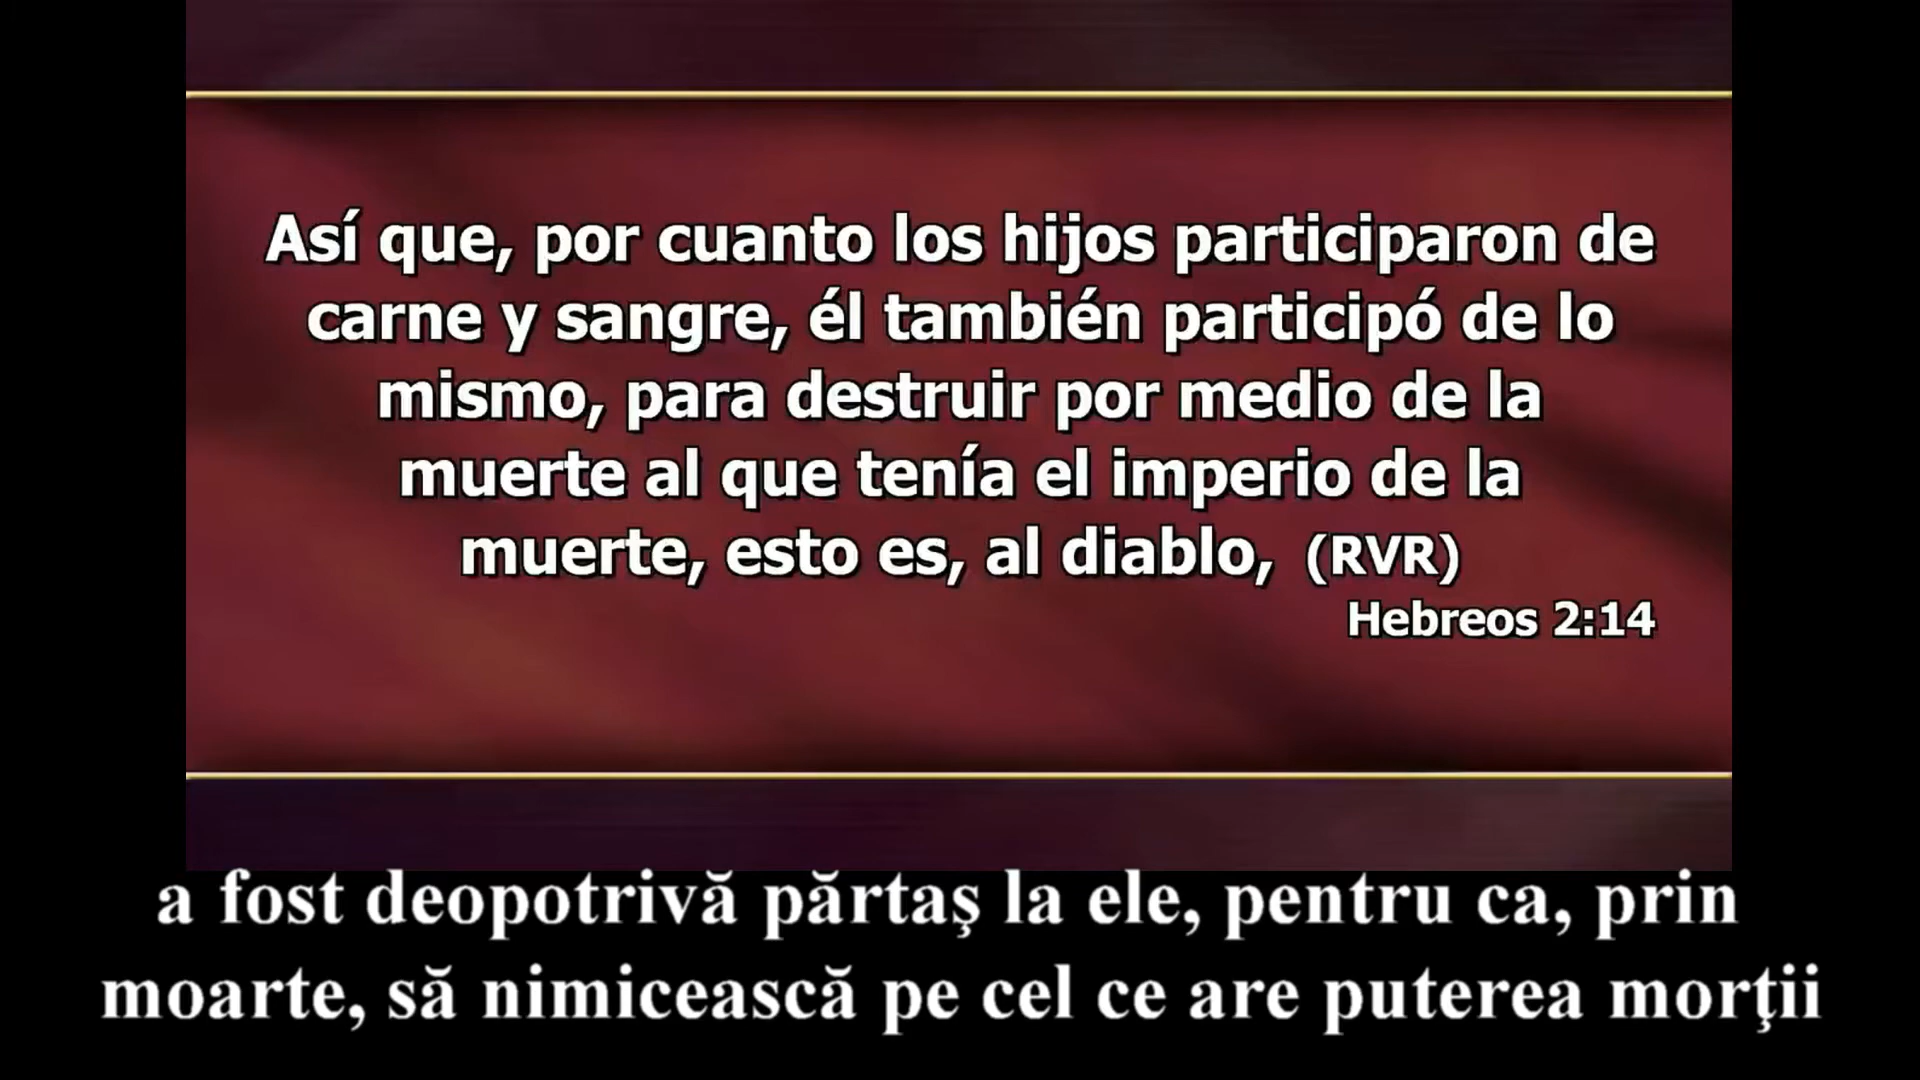 Así que, por cuanto los hijos participaron de
carne y sangre, él también participó de lo
mismo, para destruir por medio de la
muerte al que tenía el imperio de la
muerte, esto es, al diablo, (RVR)
Hebreos 2:14
a fost deopotrivă părtaş la ele, pentru ca, prin
moarte, să nimicească pe cel ce are puterea morţii